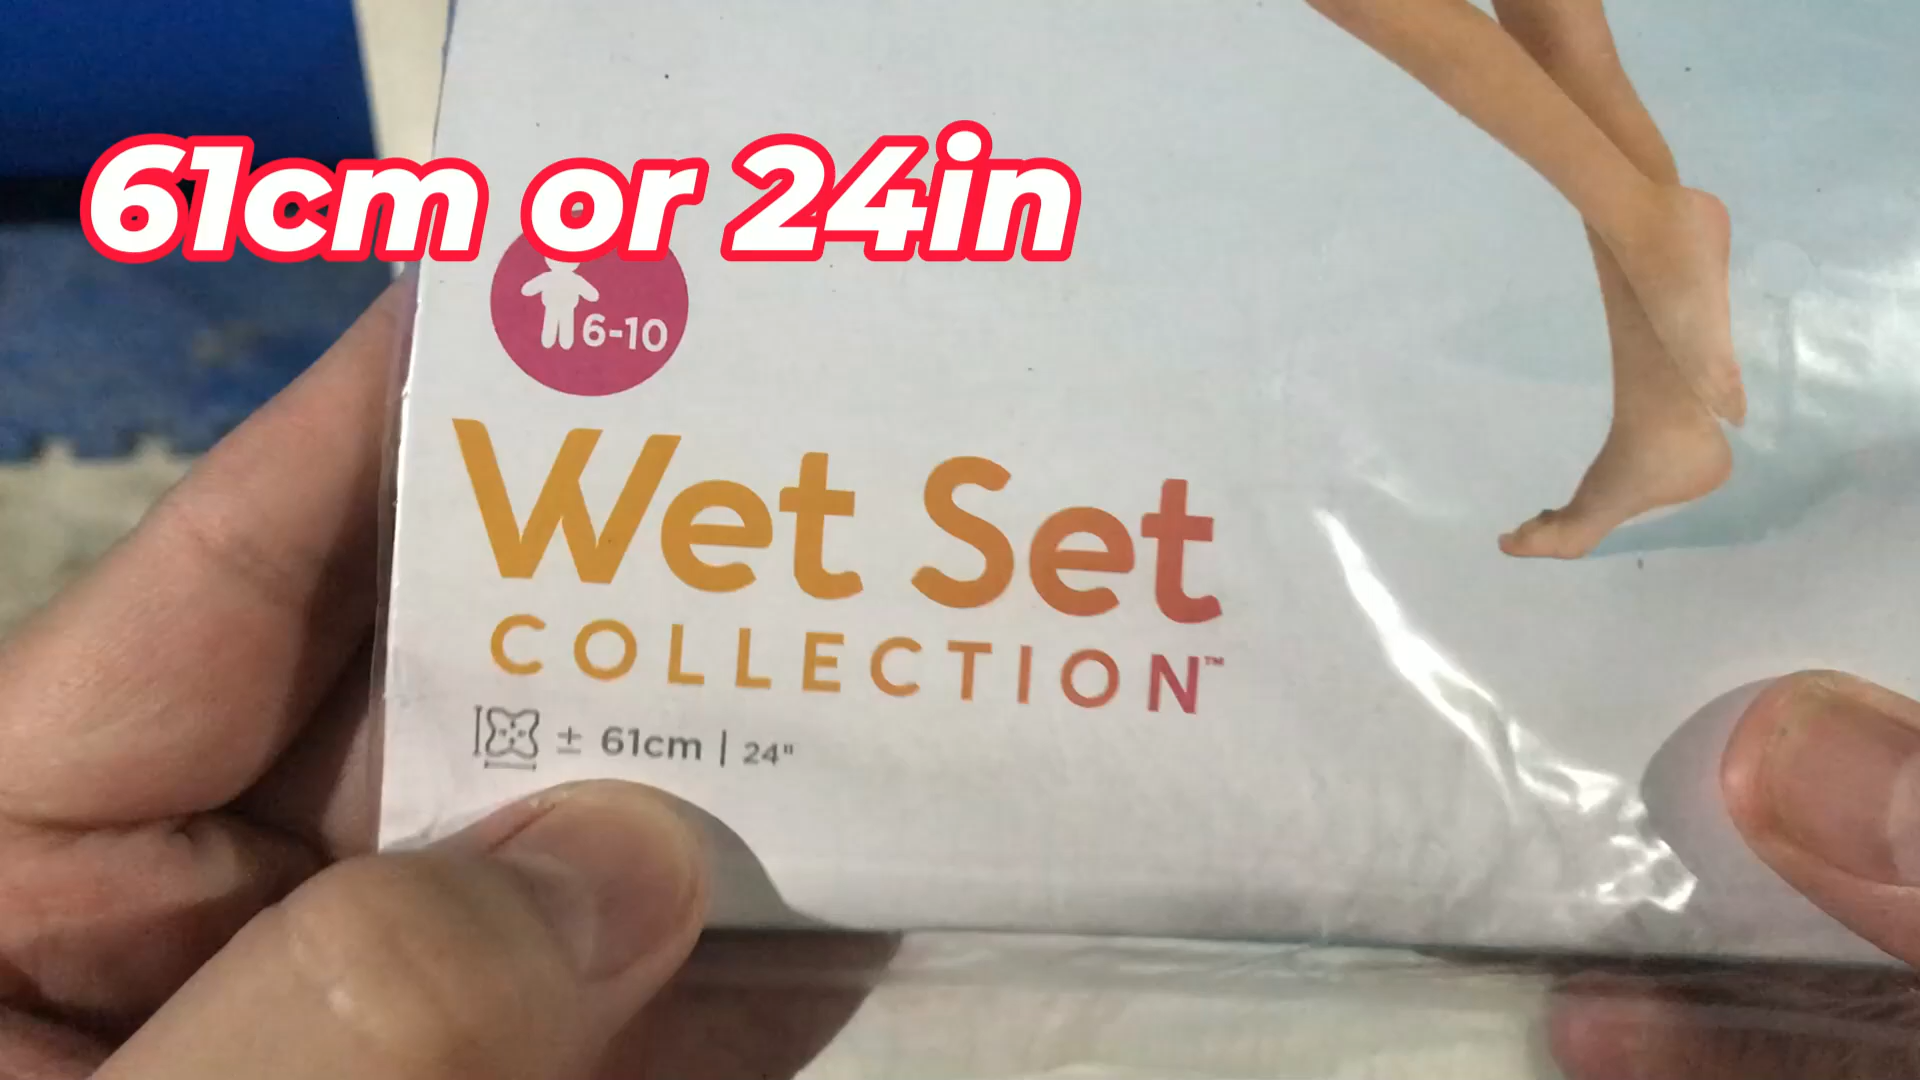 61cm or 24in
6-10
Wet Set
COLLECTION™
± 61cm | 24"